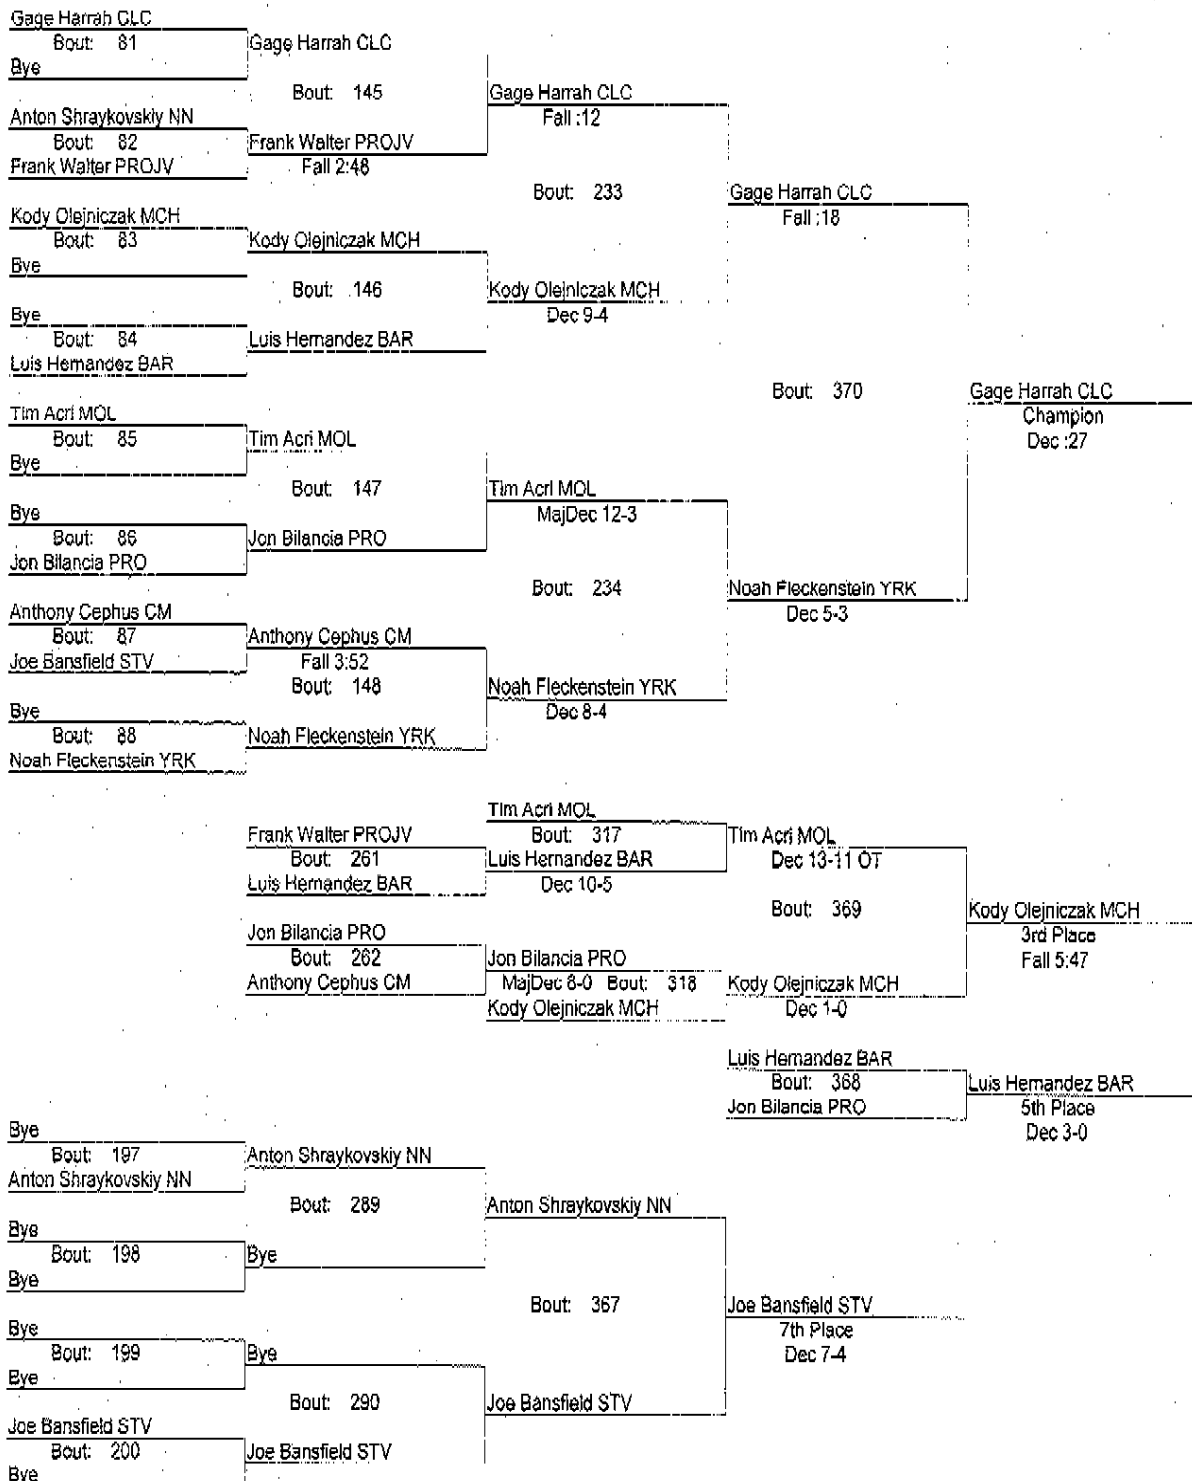 Gage Harrah CLC
Bout: 81
Gage Harrah CLC
Bye
Bout: 145
Gage Harrah CLC
Fall :12
Anton Shraykovskiy NN
Bout: 82
Frank Walter PROJV
Frank Walter PROJV
Fall 2:48
Bout: 233
Gage Harrah CLC
Fall :18
Kody Olejniczak MCH
Bout: 83
Kody Olejniczak MCH
Bye
Bout: 146
Kody Olejniczak MCH
Dec 9-4
Bye
Bout: 84
Luis Hernandez BAR
Luis Hernandez BAR
Bout: 370
Gage Harrah CLC
Champion
Dec :27
Tim Acri MOL
Bout: 85
Tim Acri MOL
Bye
Bout: 147
Tim Acri MOL
MajDec 12-3
Bye
Bout: 86
Jon Bilancia PRO
Jon Bilancia PRO
Bout: 234
Noah Fleckenstein YRK
Dec 5-3
Anthony Cephus CM
Bout: 87
Anthony Cephus CM
Joe Bansfield STV
Fall 3:52
Bout: 148
Noah Fleckenstein YRK
Dec 8-4
Bye
Bout: 88
Noah Fleckenstein YRK
Noah Fleckenstein YRK
Tim Acri MOL
Frank Walter PROJV
Bout: 317
Tim Acri MOL
Bout: 261
Luis Hernandez BAR
Dec 13-11 OT
Luis Hernandez BAR
Dec 10-5
Bout: 369
Kody Olejniczak MCH
3rd Place
Fall 5:47
Jon Bilancia PRO
Bout: 262
Jon Bilancia PRO
Anthony Cephus CM
MajDec 8-0 Bout: 318
Kody Olejniczak MCH
Kody Olejniczak MCH
Dec 1-0
Luis Hernandez BAR
Bout: 368
Luis Hernandez BAR
Jon Bilancia PRO
5th Place
Dec 3-0
Bye
Bout: 197
Anton Shraykovskiy NN
Anton Shraykovskiy NN
Bout: 289
Anton Shraykovskiy NN
Bye
Bout: 198
Bye
Bye
Bout: 367
Joe Bansfield STV
7th Place
Dec 7-4
Bye
Bout: 199
Bye
Bye
Bout: 290
Joe Bansfield STV
Joe Bansfield STV
Bout: 200
Joe Bansfield STV
Bye